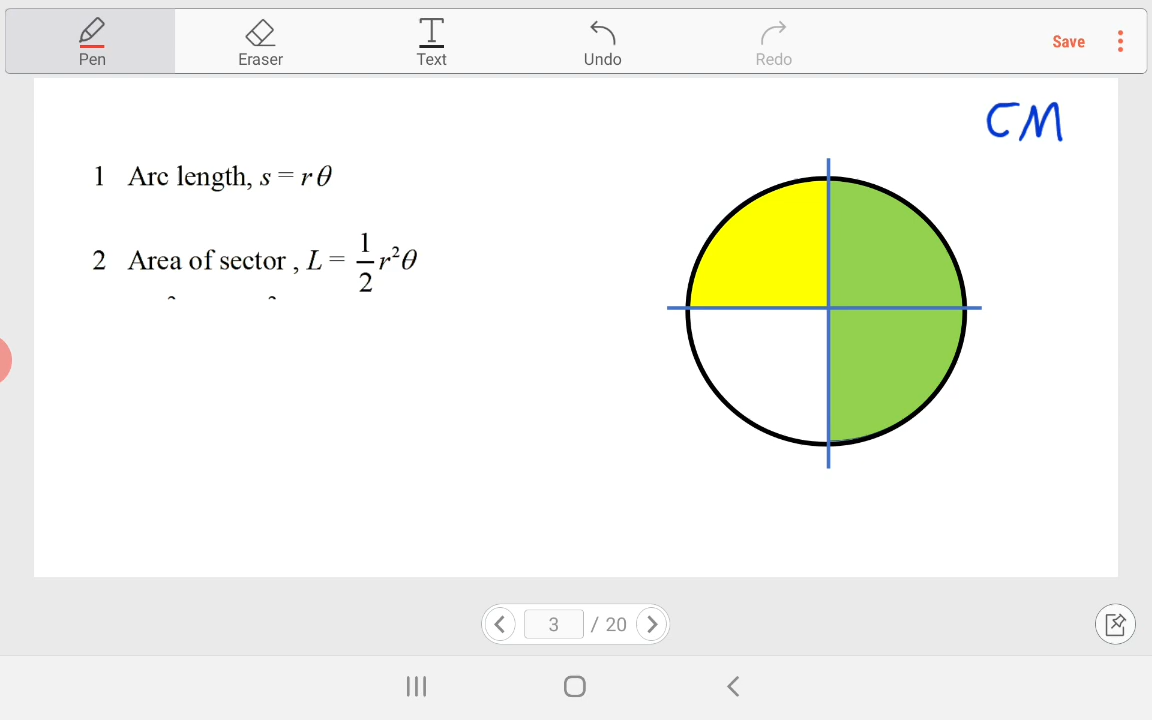 Pen Eraser Text Undo Redo Save
CM
1 Arc length, s = rθ
2 Area of sector , L = 1/2 r²θ
3 / 20